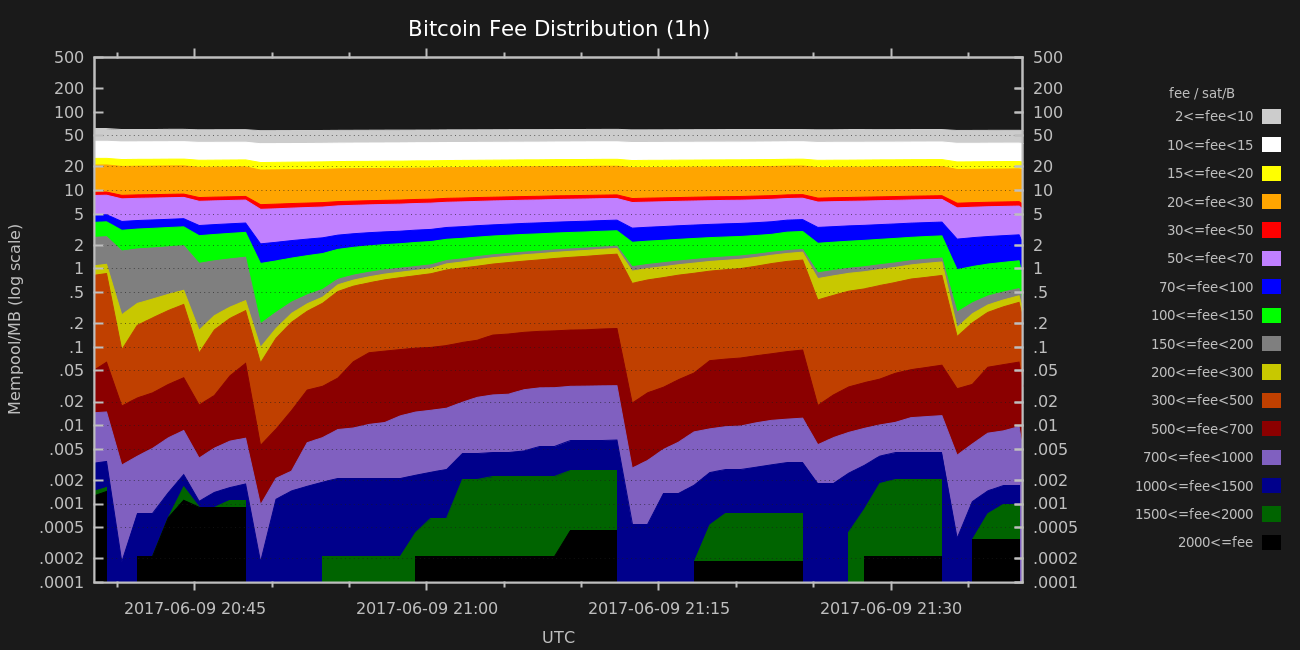 Bitcoin Fee Distribution (1h)
Mempool/MB (log scale)
500
200
100
50
20
10
5
2
1
.5
.2
.1
.05
.02
.01
.005
.002
.001
.0005
.0002
.0001
500
200
100
50
20
10
5
2
1
.5
.2
.1
.05
.02
.01
.005
.002
.001
.0005
.0002
.0001
2017-06-09 20:45
2017-06-09 21:00
2017-06-09 21:15
2017-06-09 21:30
UTC
fee / sat/B
2<=fee<10
10<=fee<15
15<=fee<20
20<=fee<30
30<=fee<50
50<=fee<70
70<=fee<100
100<=fee<150
150<=fee<200
200<=fee<300
300<=fee<500
500<=fee<700
700<=fee<1000
1000<=fee<1500
1500<=fee<2000
2000<=fee